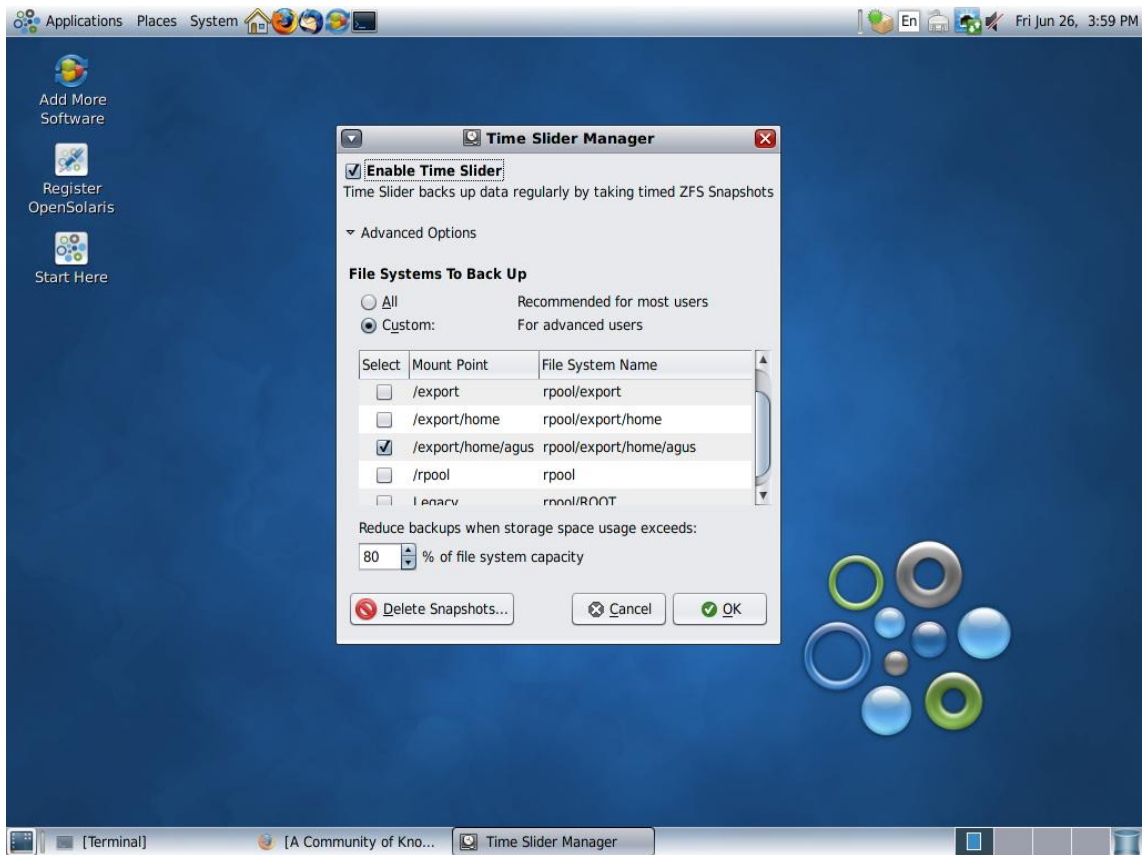 Applications Places System En Fri Jun 26, 3:59 PM
Add More
Software
Register
OpenSolaris
Start Here
Time Slider Manager
Enable Time Slider
Time Slider backs up data regularly by taking timed ZFS Snapshots
Advanced Options
File Systems To Back Up
All Recommended for most users
Custom: For advanced users
Select Mount Point File System Name
/export rpool/export
/export/home rpool/export/home
/export/home/agus rpool/export/home/agus
/rpool rpool
Legacy rpool/ROOT
Reduce backups when storage space usage exceeds:
80 % of file system capacity
Delete Snapshots... Cancel OK
[Terminal] [A Community of Kno... Time Slider Manager